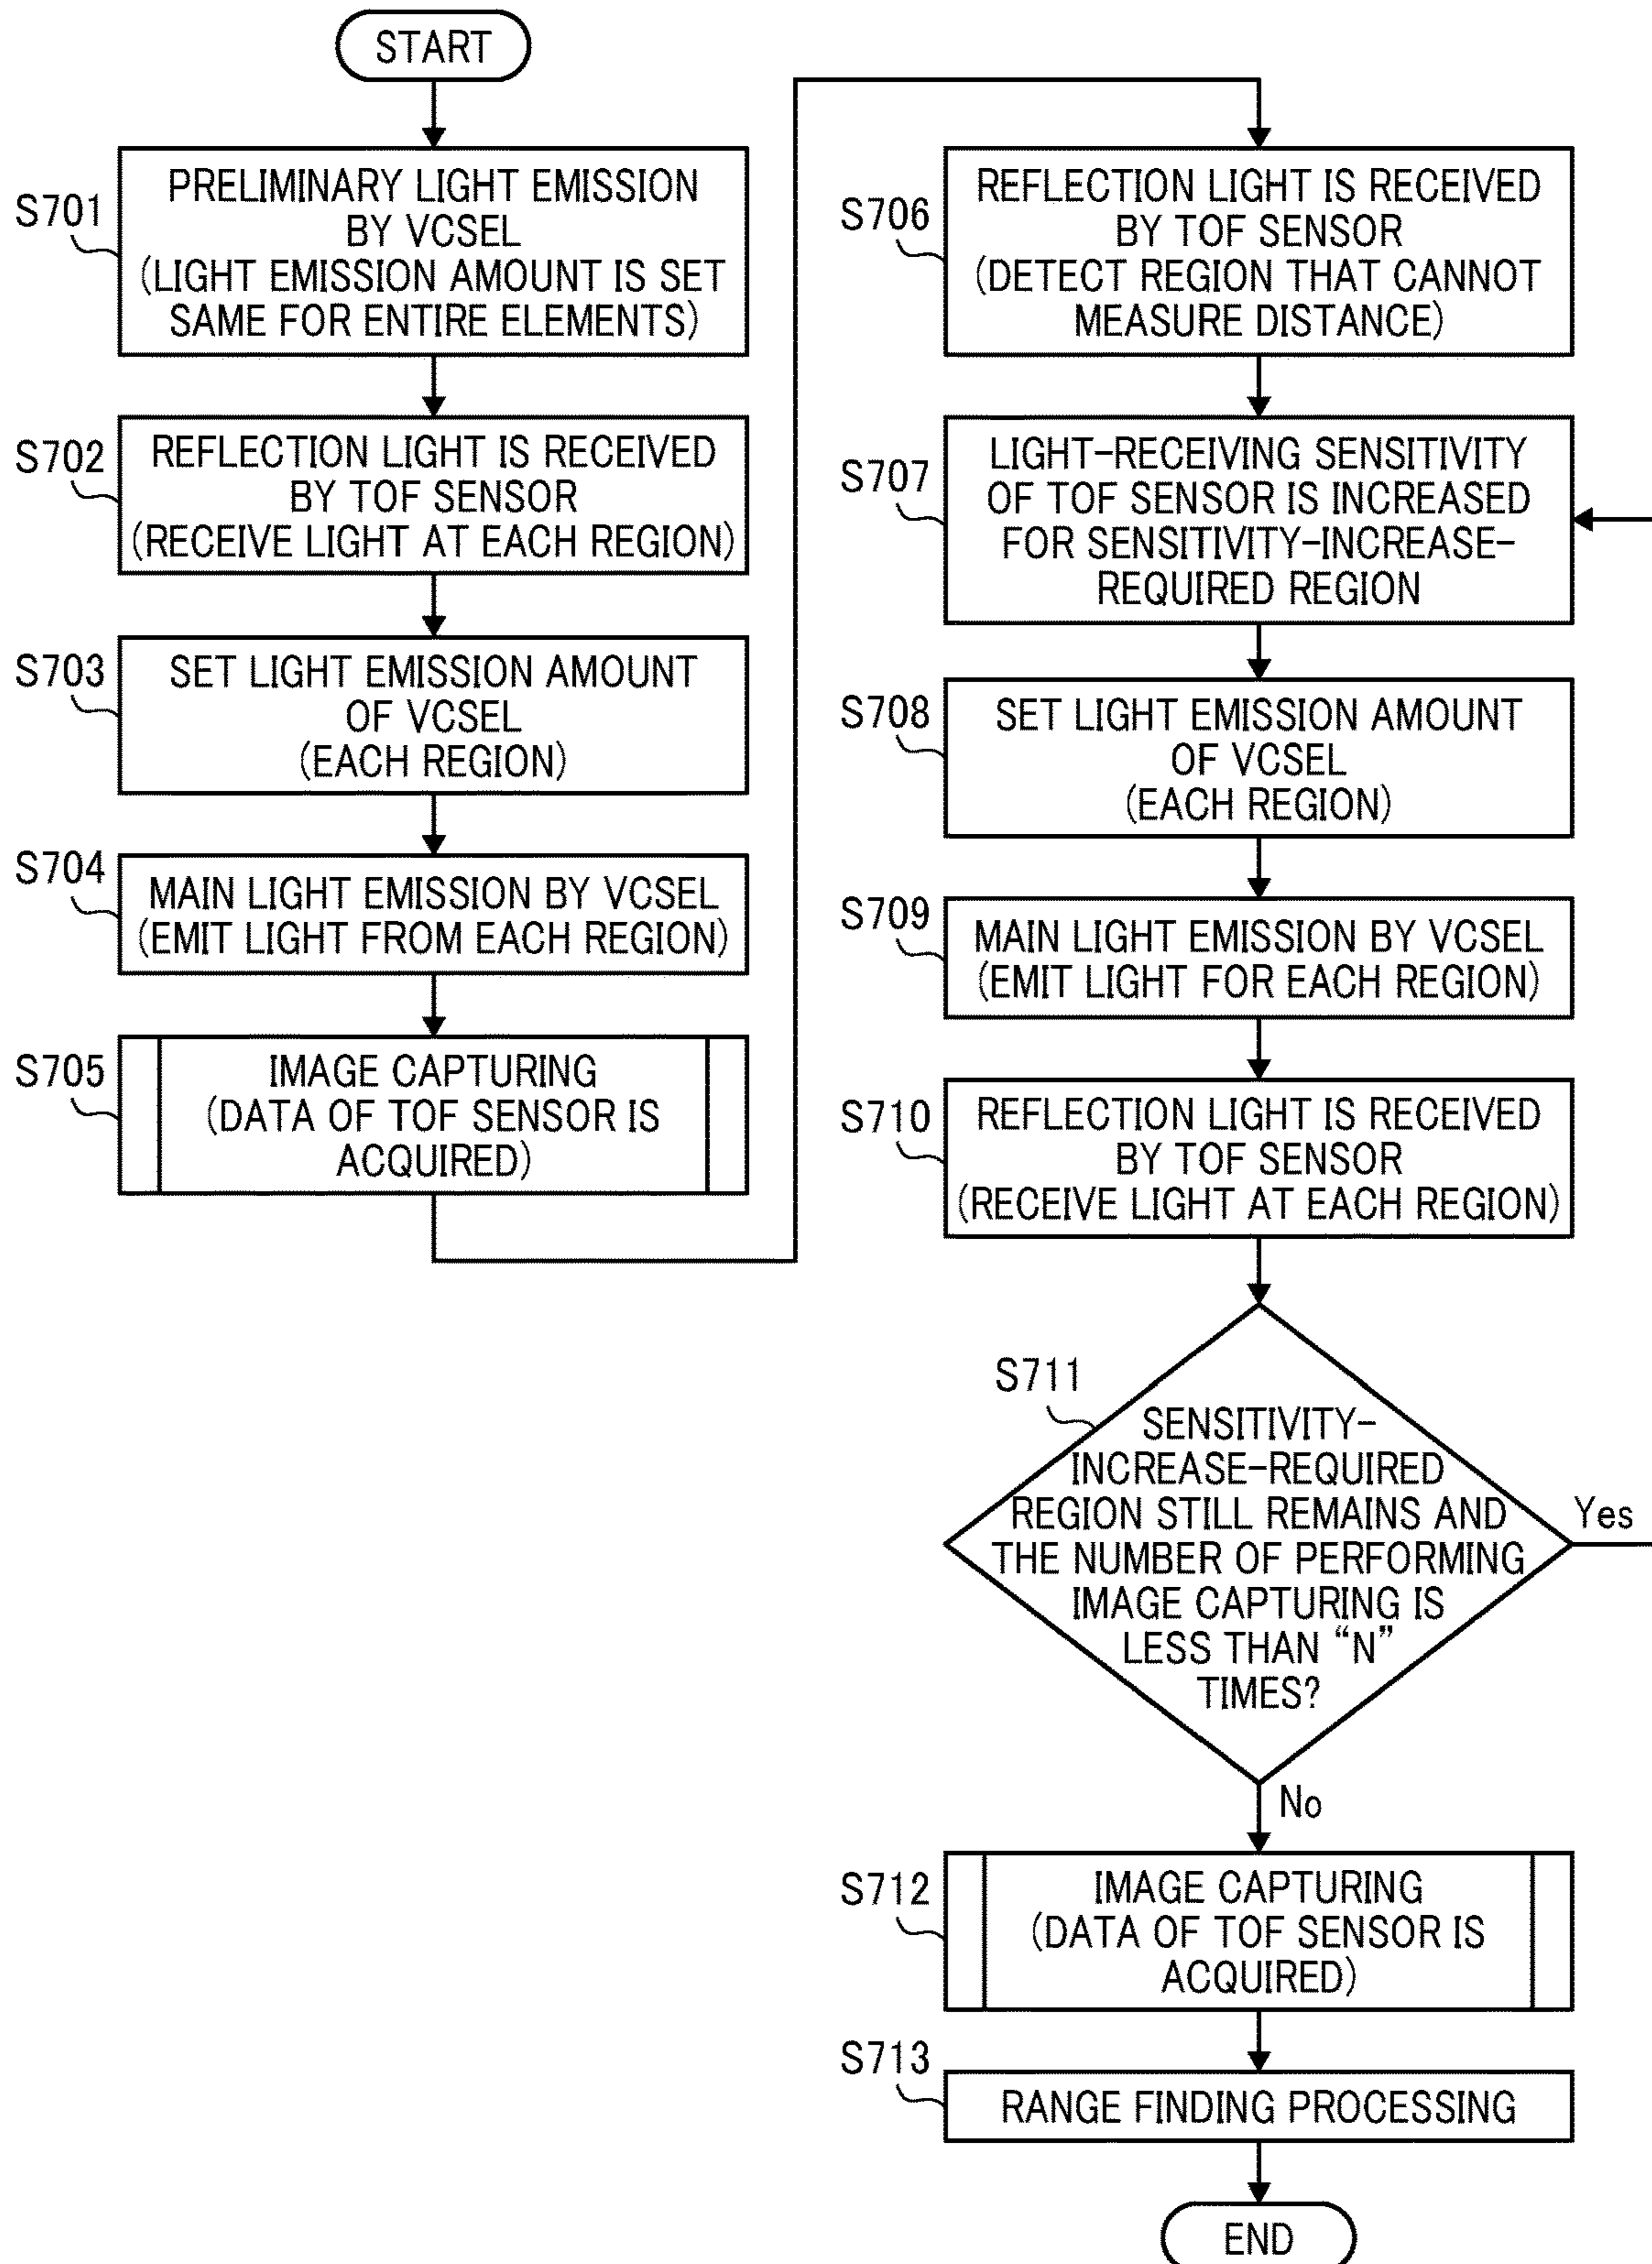 START
S701
PRELIMINARY LIGHT EMISSION
BY VCSEL
(LIGHT EMISSION AMOUNT IS SET
SAME FOR ENTIRE ELEMENTS)
S702
REFLECTION LIGHT IS RECEIVED
BY TOF SENSOR
(RECEIVE LIGHT AT EACH REGION)
S703
SET LIGHT EMISSION AMOUNT
OF VCSEL
(EACH REGION)
S704
MAIN LIGHT EMISSION BY VCSEL
(EMIT LIGHT FROM EACH REGION)
S705
IMAGE CAPTURING
(DATA OF TOF SENSOR IS
ACQUIRED)
S706
REFLECTION LIGHT IS RECEIVED
BY TOF SENSOR
(DETECT REGION THAT CANNOT
MEASURE DISTANCE)
S707
LIGHT-RECEIVING SENSITIVITY
OF TOF SENSOR IS INCREASED
FOR SENSITIVITY-INCREASE-
REQUIRED REGION
S708
SET LIGHT EMISSION AMOUNT
OF VCSEL
(EACH REGION)
S709
MAIN LIGHT EMISSION BY VCSEL
(EMIT LIGHT FOR EACH REGION)
S710
REFLECTION LIGHT IS RECEIVED
BY TOF SENSOR
(RECEIVE LIGHT AT EACH REGION)
S711
SENSITIVITY-
INCREASE-REQUIRED
REGION STILL REMAINS AND
THE NUMBER OF PERFORMING
IMAGE CAPTURING IS
LESS THAN “N”
TIMES?
Yes
No
S712
IMAGE CAPTURING
(DATA OF TOF SENSOR IS
ACQUIRED)
S713
RANGE FINDING PROCESSING
END